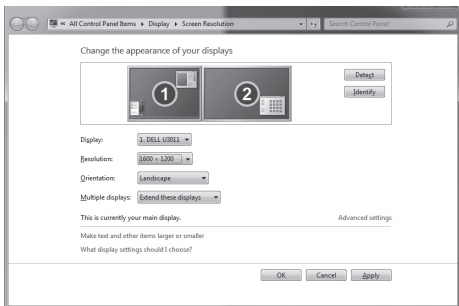 « All Control Panel Items ▸ Display ▸ Screen Resolution
Search Control Panel
Change the appearance of your displays
1
2
Detect
Identify
Display: 1. DELL U3011
Resolution: 1600 × 1200
Orientation: Landscape
Multiple displays: Extend these displays
This is currently your main display.
Advanced settings
Make text and other items larger or smaller
What display settings should I choose?
OK
Cancel
Apply